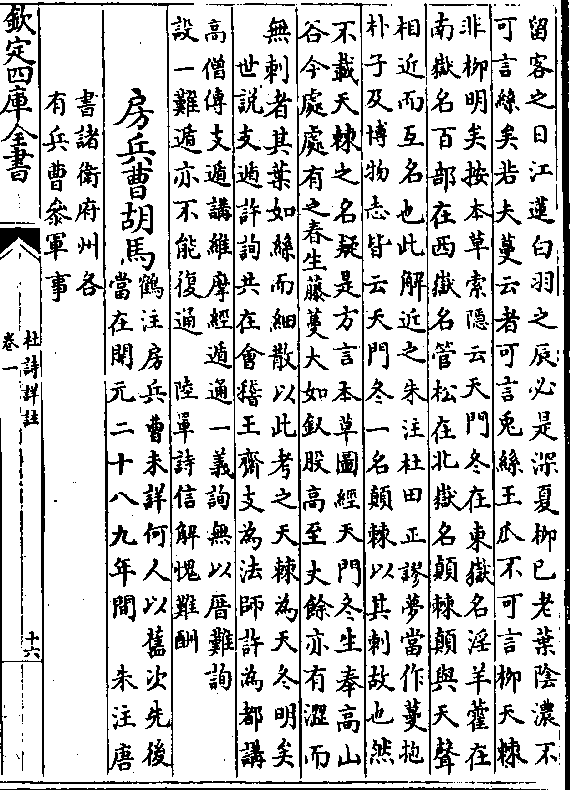 留客之日江蓮白羽之辰必是深夏柳已老葉陰濃不
可言絲矣若夫蔓云者可言兎絲王瓜不可言柳天棘
非柳明矣按本草索隱云天門冬在東嶽名淫羊藿在
南嶽名百部在西嶽名管松在北嶽名顛棘顛與天聲
相近而互名也此解近之朱注杜田正謬夢當作蔓抱
朴子及博物志皆云天門冬一名顛棘以其刺故也然
不載天棘之名疑是方言本草圖經天門冬生奉高山
谷今處處有之春生藤蔓大如釵股高至丈餘亦有澀而
無刺者其葉如絲而細散以此考之天棘為天冬明矣
世説支遁許詢共在會稽王齋支為法師許為都講
高僧傳支遁講維摩經遁通一義詢無以厝難詢
設一難遁亦不能復通 陸單詩信解愧難酬
房兵曹胡馬
鶴注房兵曹未詳何人以舊次先後
當在開元二十八九年間 朱注唐
書諸衛府州各
有兵曹參軍事
欽定四庫全書
杜詩詳註
卷一
十六